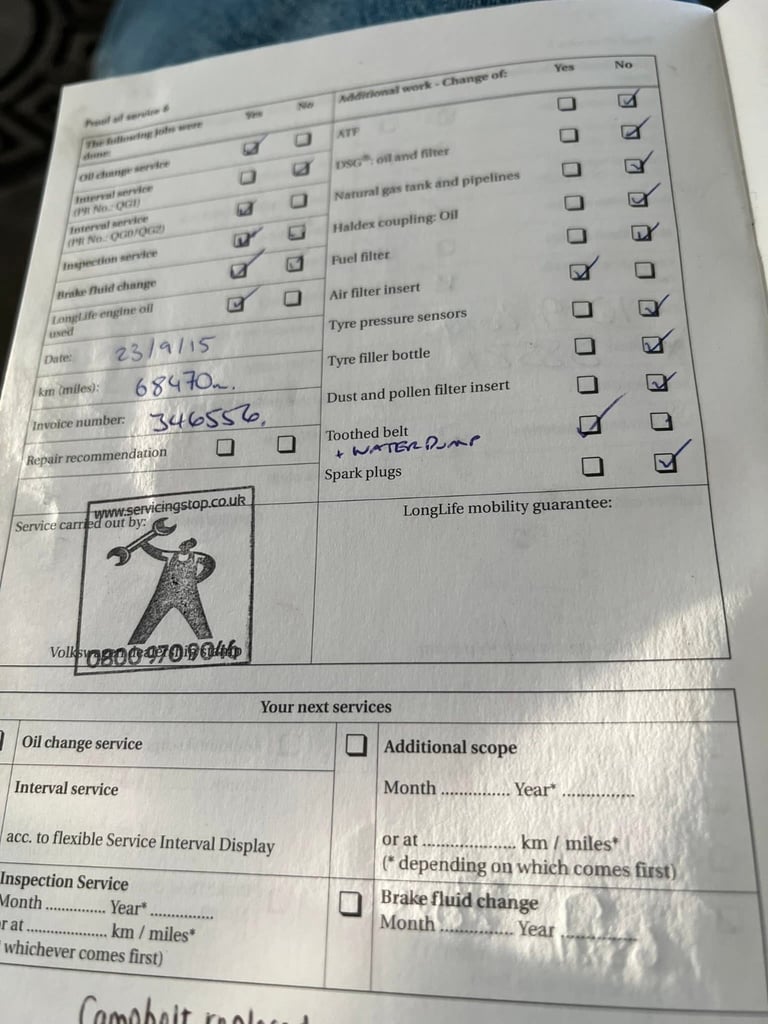 Proof of service 6
The following jobs were done: Yes No
Oil change service
Interval service
(PR No.: QG1)
Interval service
(PR No.: QG0/QG2)
Inspection service
Brake fluid change
LongLife engine oil
used
Date: 23/9/15
km (miles): 68470m.
Invoice number: 346556.
Repair recommendation
Service carried out by:
www.servicingstop.co.uk
0800 970 9046
Additional work - Change of: Yes No
ATF
DSG®: oil and filter
Natural gas tank and pipelines
Haldex coupling: Oil
Fuel filter
Air filter insert
Tyre pressure sensors
Tyre filler bottle
Dust and pollen filter insert
Toothed belt
+ WATER PUMP
Spark plugs
LongLife mobility guarantee:
Your next services
Oil change service
Interval service
acc. to flexible Service Interval Display
Inspection Service
Month .............. Year* ...............
or at .................... km / miles*
whichever comes first)
Additional scope
Month ................ Year* ................
or at ..................... km / miles*
(* depending on which comes first)
Brake fluid change
Month ................ Year ................
Cambelt replaced